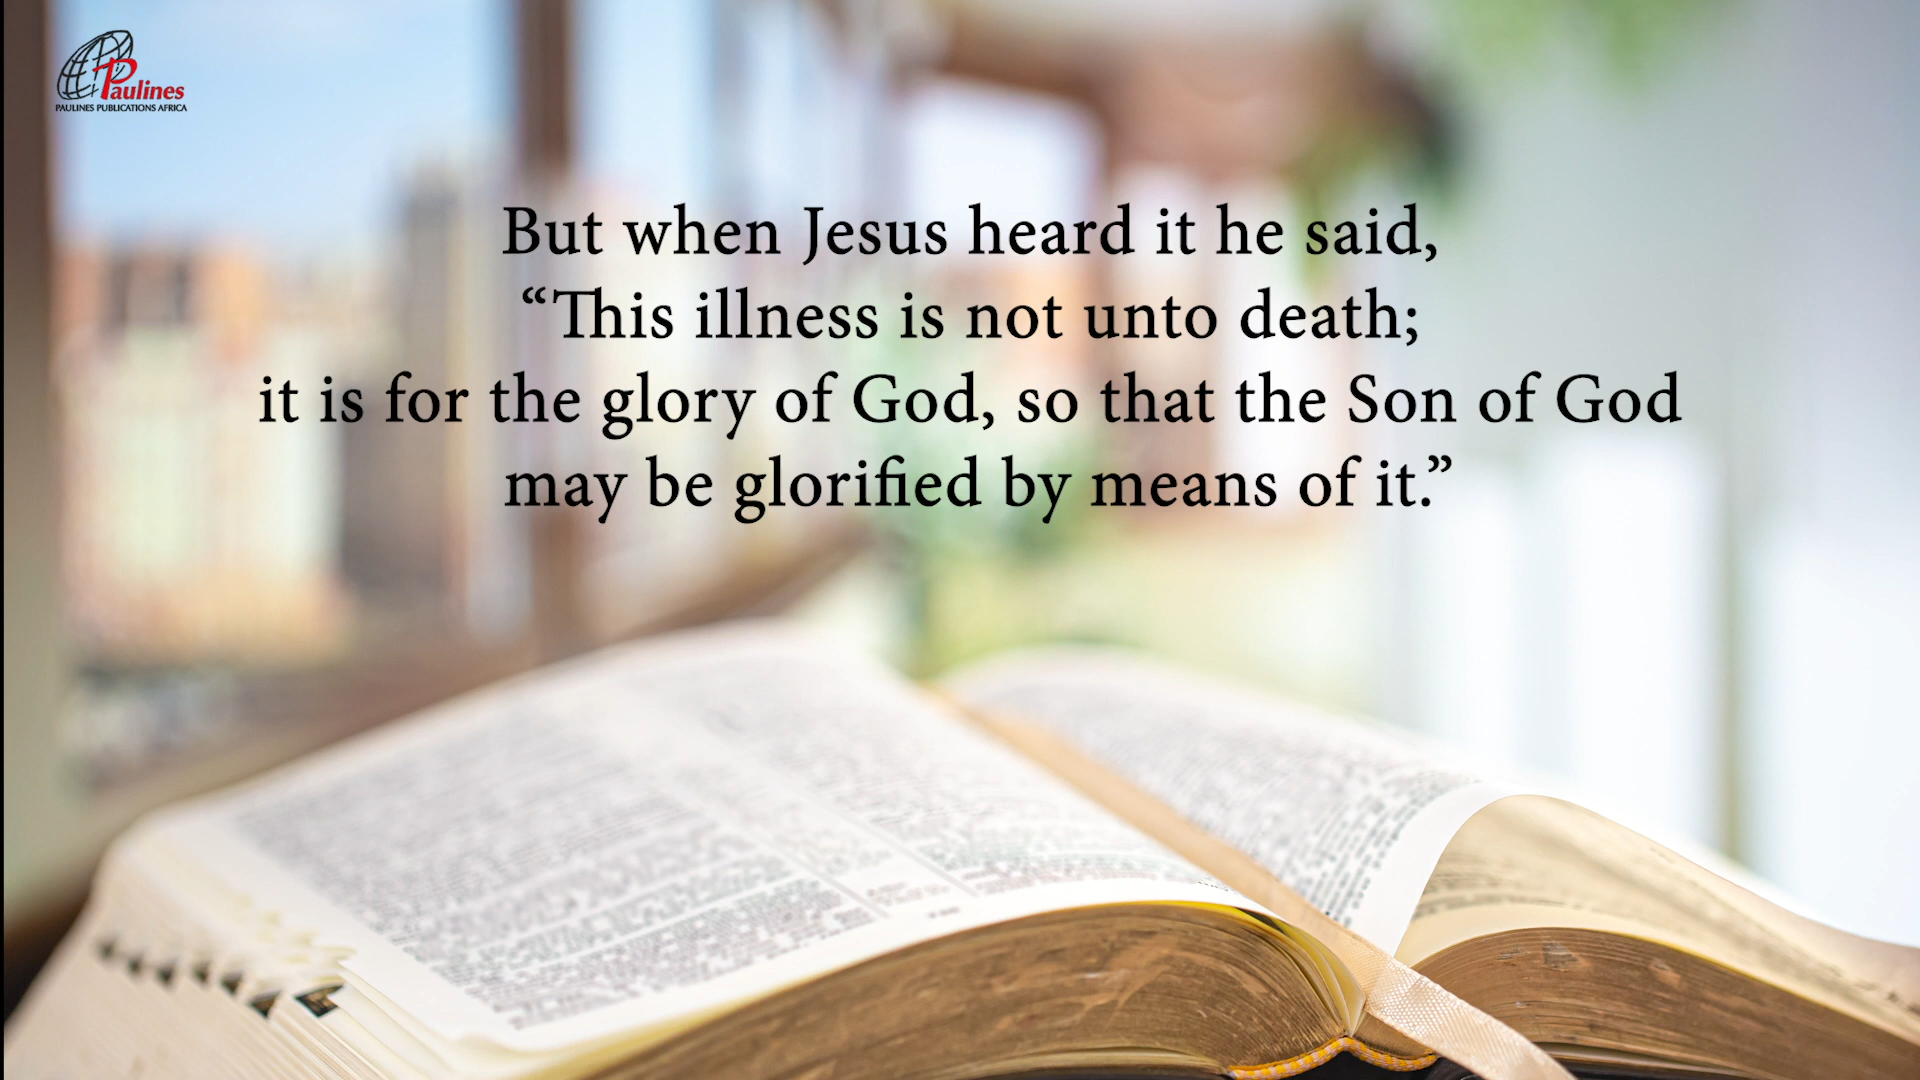 Paulines
PAULINES PUBLICATIONS AFRICA
But when Jesus heard it he said,
“This illness is not unto death;
it is for the glory of God, so that the Son of God
may be glorified by means of it.”